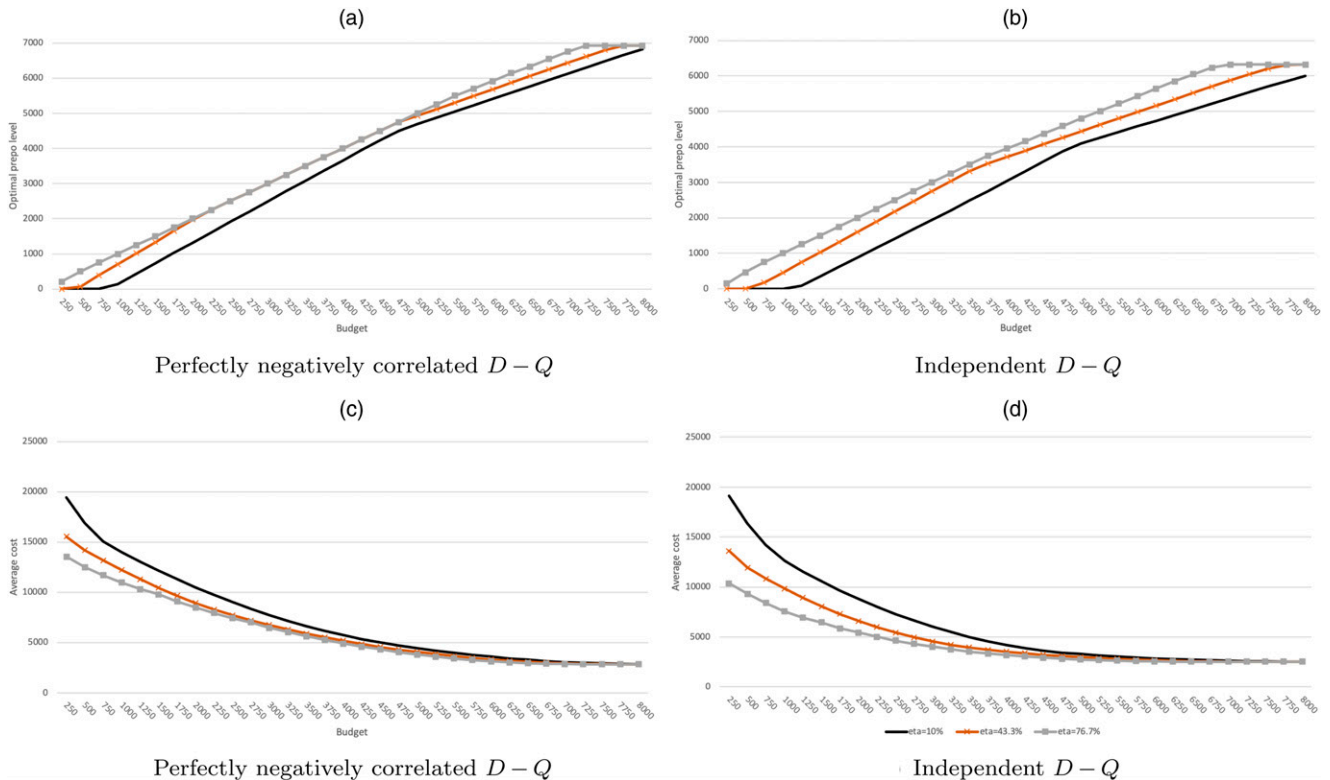 (a)
7000
6000
5000
4000
3000
2000
1000
0
Optimal prepo level
250 500 750 1000 1250 1500 1750 2000 2250 2500 2750 3000 3250 3500 3750 4000 4250 4500 4750 5000 5250 5500 5750 6000 6250 6500 6750 7000 7250 7500 7750 8000
Budget
Perfectly negatively correlated D − Q
(b)
7000
6000
5000
4000
3000
2000
1000
0
Optimal prepo level
250 500 750 1000 1250 1500 1750 2000 2250 2500 2750 3000 3250 3500 3750 4000 4250 4500 4750 5000 5250 5500 5750 6000 6250 6500 6750 7000 7250 7500 7750 8000
Budget
Independent D − Q
(c)
25000
20000
15000
10000
5000
0
Average cost
250 500 750 1000 1250 1500 1750 2000 2250 2500 2750 3000 3250 3500 3750 4000 4250 4500 4750 5000 5250 5500 5750 6000 6250 6500 6750 7000 7250 7500 7750 8000
Budget
Perfectly negatively correlated D − Q
(d)
25000
20000
15000
10000
5000
0
Average cost
250 500 750 1000 1250 1500 1750 2000 2250 2500 2750 3000 3250 3500 3750 4000 4250 4500 4750 5000 5250 5500 5750 6000 6250 6500 6750 7000 7250 7500 7750 8000
eta=10% eta=43.3% eta=76.7%
Independent D − Q